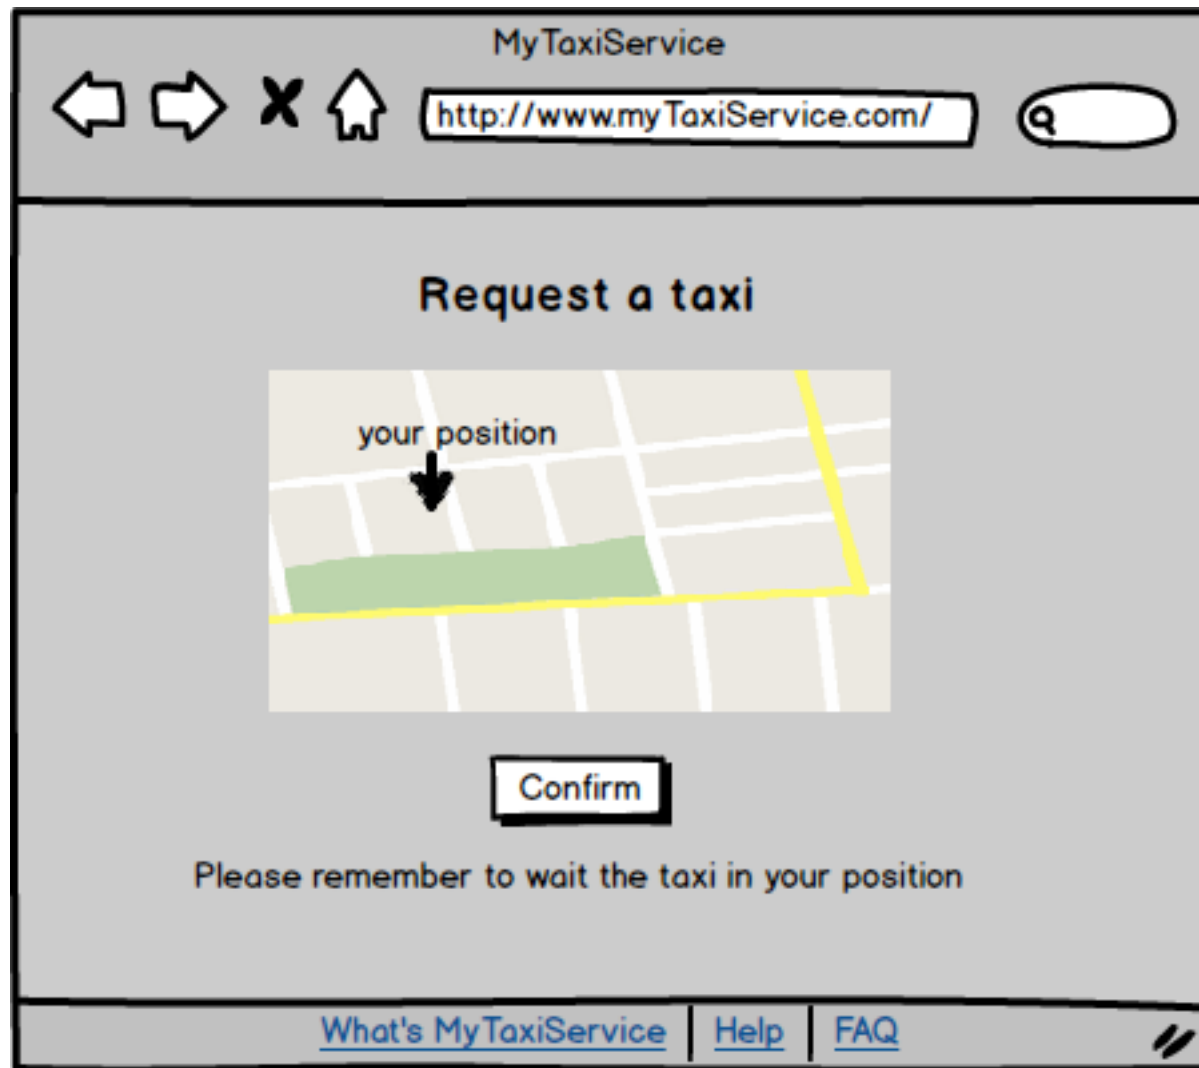 MyTaxiService
http://www.myTaxiService.com/
Request a taxi
your position
Confirm
Please remember to wait the taxi in your position
What's MyTaxiService Help FAQ